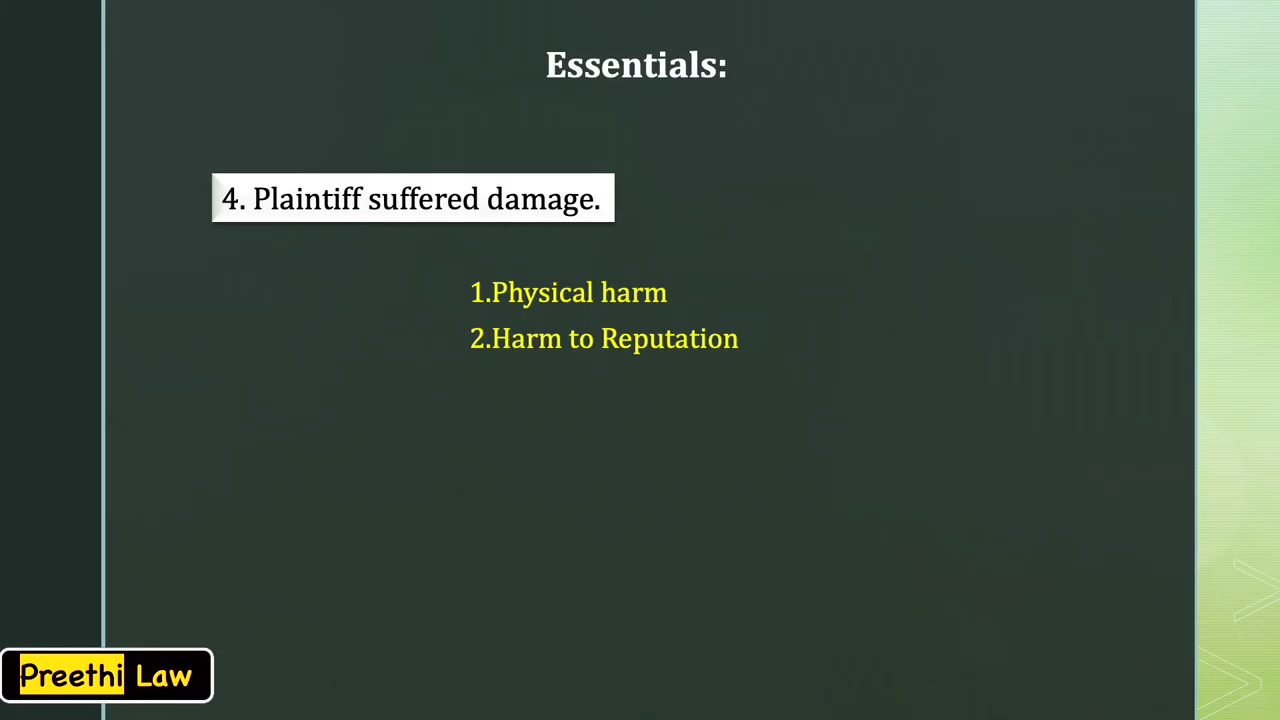 Essentials:
4. Plaintiff suffered damage.
1.Physical harm
2.Harm to Reputation
Preethi Law